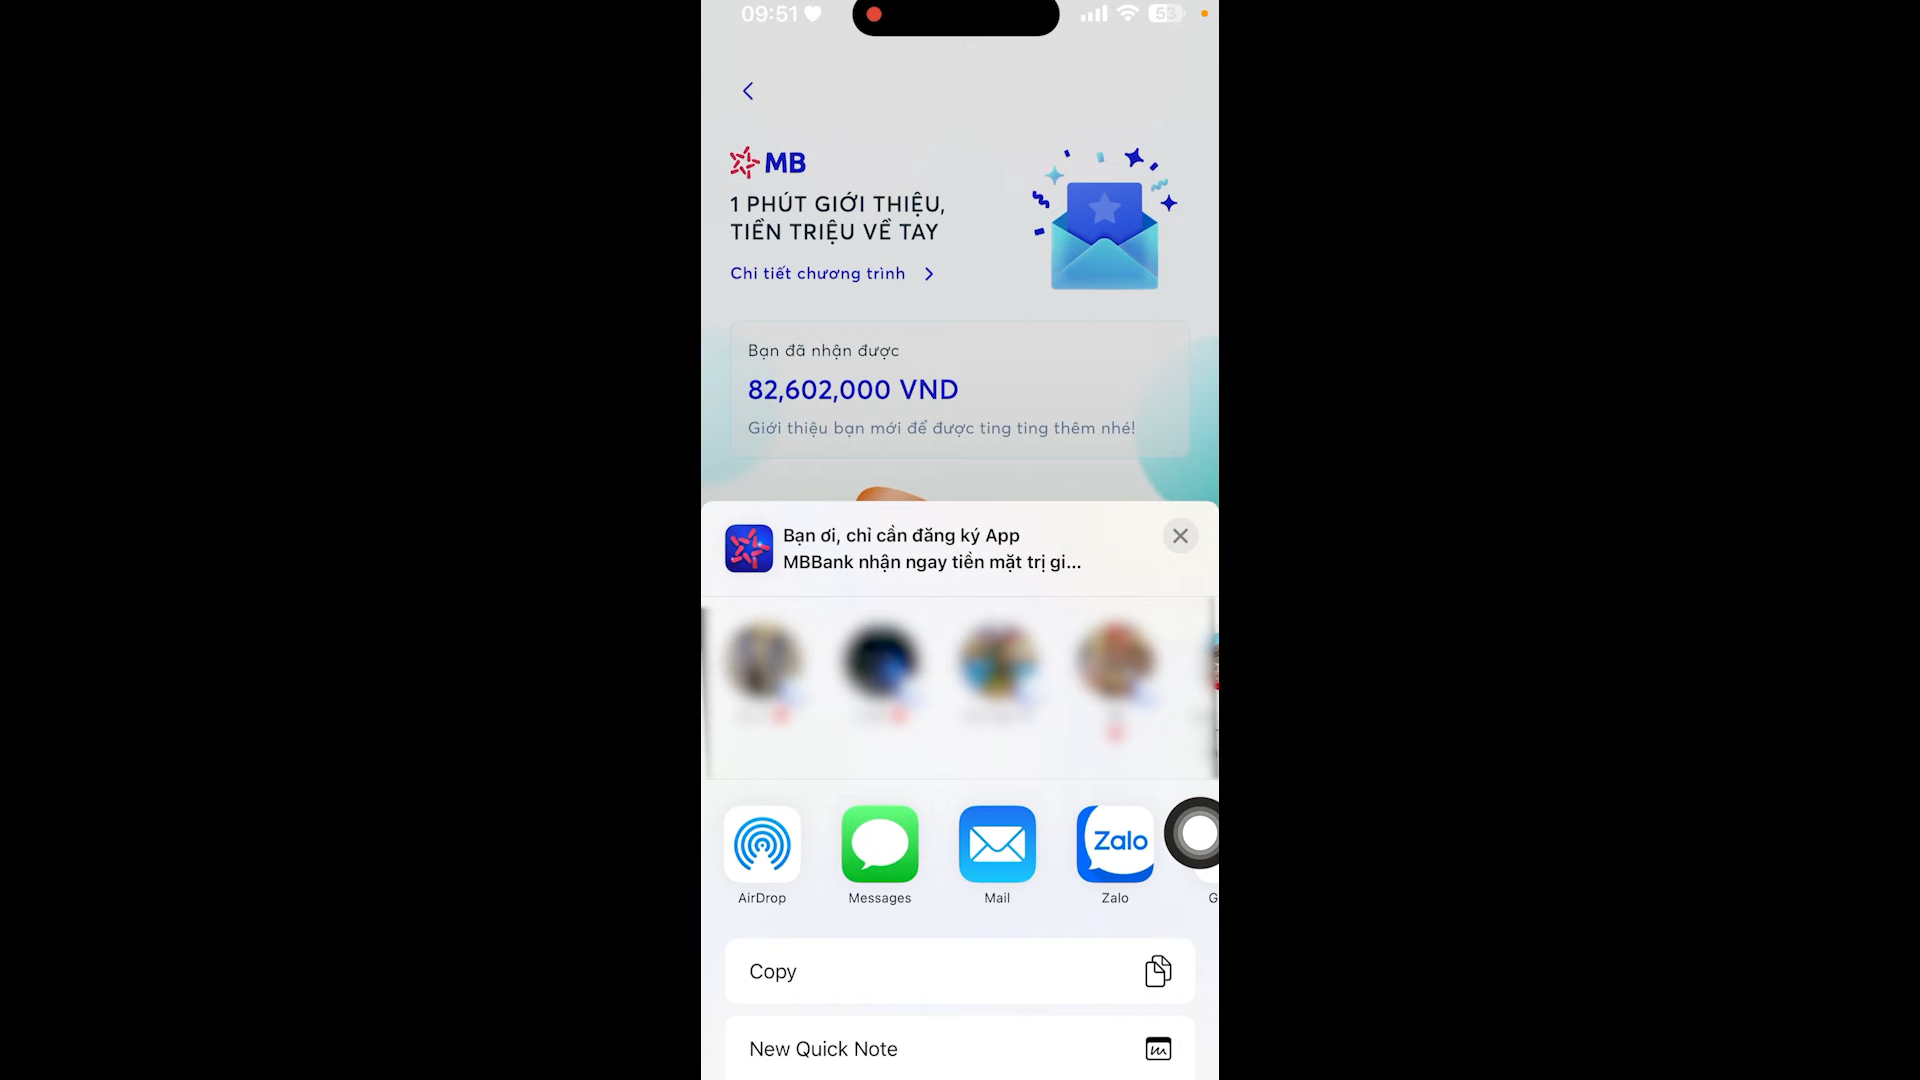 09:51
53
MB
1 PHÚT GIỚI THIỆU,
TIỀN TRIỆU VỀ TAY
Chi tiết chương trình
Bạn đã nhận được
82,602,000 VND
Giới thiệu bạn mới để được ting ting thêm nhé!
Bạn ơi, chỉ cần đăng ký App
MBBank nhận ngay tiền mặt trị gi...
Zalo
AirDrop
Messages
Mail
Zalo
G
Copy
New Quick Note